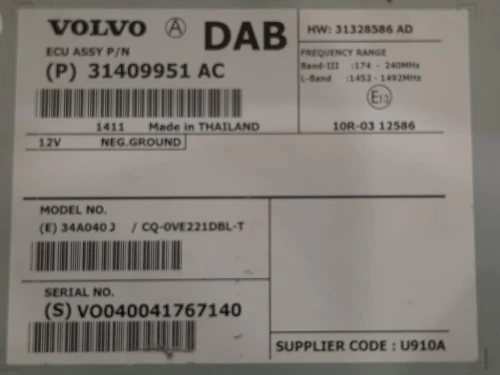 VOLVO Ⓐ DAB
ECU ASSY P/N
(P) 31409951 AC
1411 Made in THAILAND
12V NEG.GROUND
HW: 31328586 AD
FREQUENCY RANGE
Band-III :174 - 240MHz
L-Band :1452 - 1492MHz
E13
10R-03 12586
MODEL NO.
(E) 34A040J / CQ-0VE221DBL-T
SERIAL NO.
(S) VO040041767140
SUPPLIER CODE : U910A